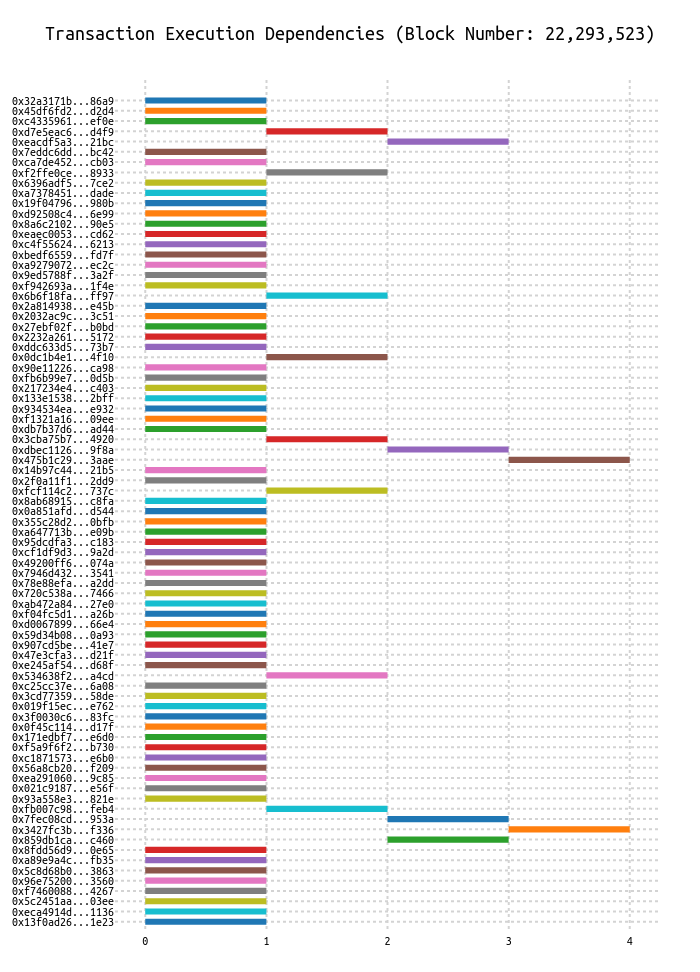 Transaction Execution Dependencies (Block Number: 22,293,523)
0x32a3171b...86a9
0x45df6fd2...d2d4
0xc4335961...ef0e
0xd7e5eac6...d4f9
0xeacdf5a3...21bc
0x7eddc6dd...bc42
0xca7de452...cb03
0xf2ffe0ce...8933
0x6396adf5...7ce2
0xa7378451...dade
0x19f04796...980b
0xd92508c4...6e99
0x8a6c2102...90e5
0xeaec0053...cd62
0xc4f55624...6213
0xbedf6559...fd7f
0xa9279072...ec2c
0x9ed5788f...3a2f
0xf942693a...1f4e
0x6b6f18fa...ff97
0x2a814938...e45b
0x2032ac9c...3c51
0x27ebf02f...b0bd
0x2232a261...5172
0xddc633d5...73b7
0x0dc1b4e1...4f10
0x90e11226...ca98
0xfb6b99e7...0d5b
0x217234e4...c403
0x133e1538...2bff
0x934534ea...e932
0xf1321a16...09ee
0xdb7b37d6...ad44
0x3cba75b7...4920
0xdbec1126...9f8a
0x475b1c29...3aae
0x14b97c44...21b5
0x2f0a11f1...2dd9
0xfcf114c2...737c
0x8ab68915...c8fa
0x0a851afd...d544
0x355c28d2...0bfb
0xa647713b...e09b
0x95dcdfa3...c183
0xcf1df9d3...9a2d
0x49200ff6...074a
0x7946d432...3541
0x78e88efa...a2dd
0x720c538a...7466
0xab472a84...27e0
0xf04fc5d1...a26b
0xd0067899...66e4
0x59d34b08...0a93
0x907cd5be...41e7
0x47e3cfa3...d21f
0xe245af54...d68f
0x534638f2...a4cd
0xc25cc37e...6a08
0x3cd77359...58de
0x019f15ec...e762
0x3f0030c6...83fc
0x0f45c114...d17f
0x171edbf7...e6d0
0xf5a9f6f2...b730
0xc1871573...e6b0
0x56a8cb20...f209
0xea291060...9c85
0x021c9187...e56f
0x93a558e3...821e
0xfb007c98...feb4
0x7fec08cd...953a
0x3427fc3b...f336
0x859db1ca...c460
0x8fdd56d9...0e65
0xa89e9a4c...fb35
0x5c8d68b0...3863
0x96e75200...3560
0xf7460088...4267
0x5c2451aa...03ee
0xeca4914d...1136
0x13f0ad26...1e23
0 1 2 3 4